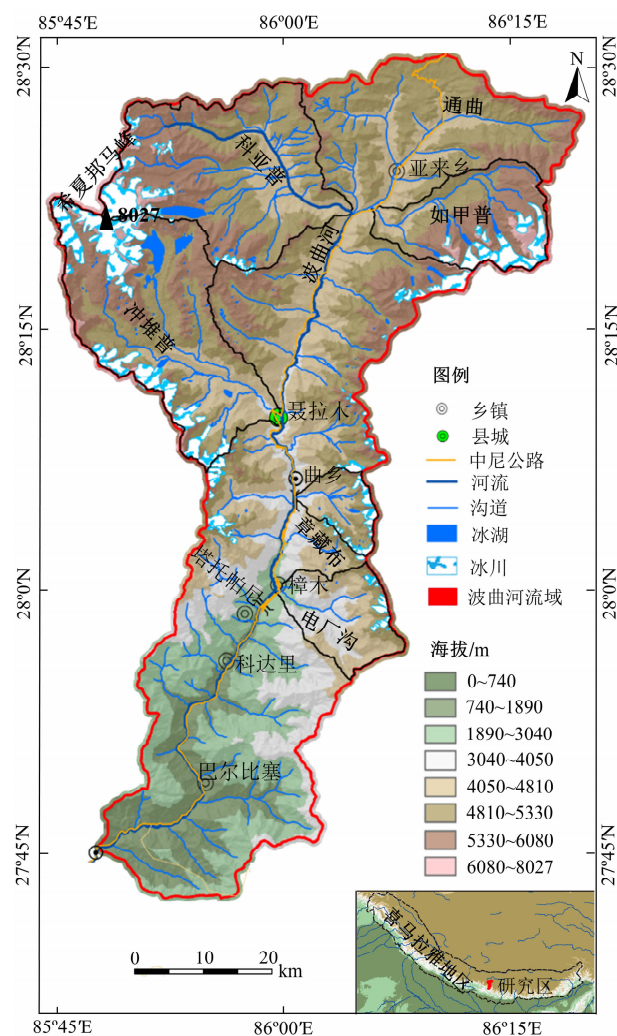 85°45′E
86°00′E
86°15′E
28°30′N
28°30′N
N
通曲
科亚普
亚来乡
希夏邦马峰
8027
如甲普
波曲河
28°15′N
28°15′N
冲堆普
图例
聂拉木
乡镇
县城
中尼公路
曲乡
河流
沟道
章藏布
冰湖
冰川
28°0′N
28°0′N
塔托帕尼
樟木
波曲河流域
电厂沟
海拔/m
科达里
0~740
740~1890
1890~3040
3040~4050
巴尔比塞
4050~4810
4810~5330
27°45′N
27°45′N
5330~6080
6080~8027
喜马拉雅地区
研究区
0 10 20
km
85°45′E
86°00′E
86°15′E